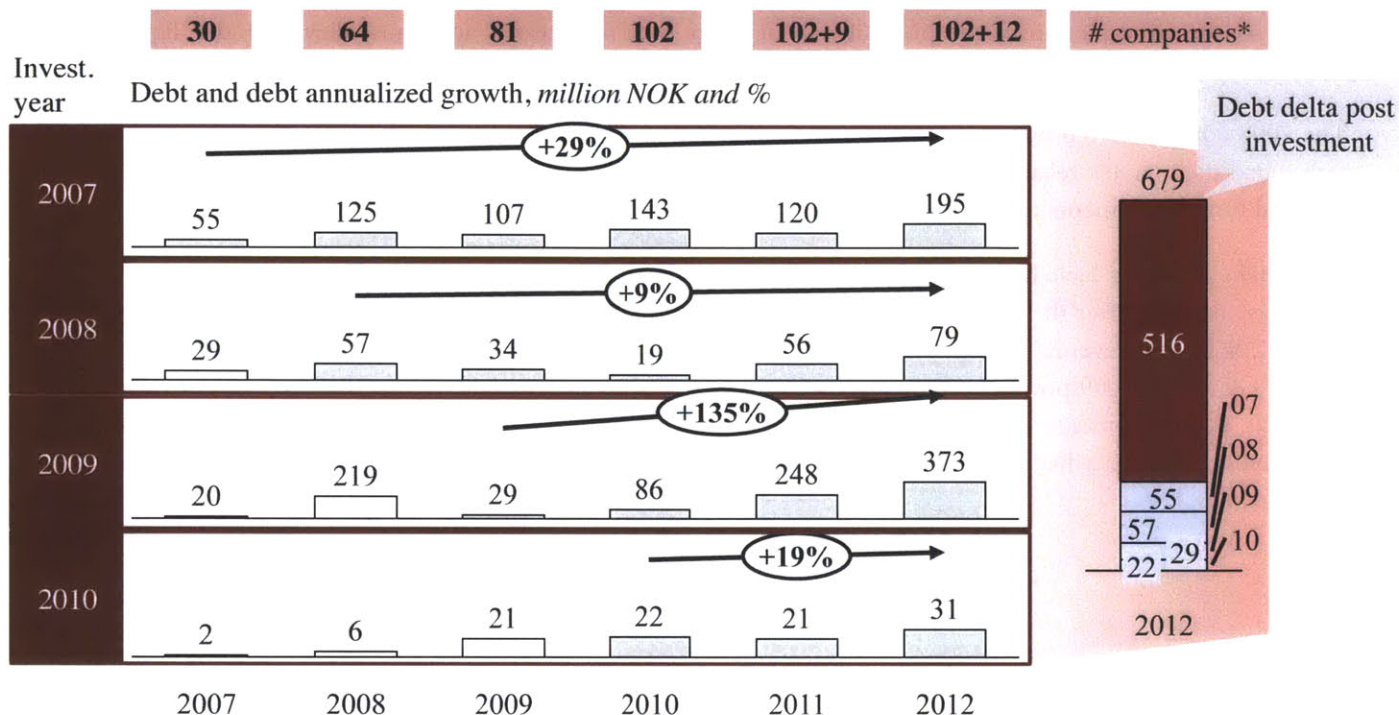 30 64 81 102 102+9 102+12 # companies*
Invest.
year
Debt and debt annualized growth, million NOK and %
Debt delta post
investment
2007
+29%
55 125 107 143 120 195
2008
+9%
29 57 34 19 56 79
2009
+135%
20 219 29 86 248 373
2010
+19%
2 6 21 22 21 31
2007 2008 2009 2010 2011 2012
679
516
07
08
55
09
57
10
29
22
2012